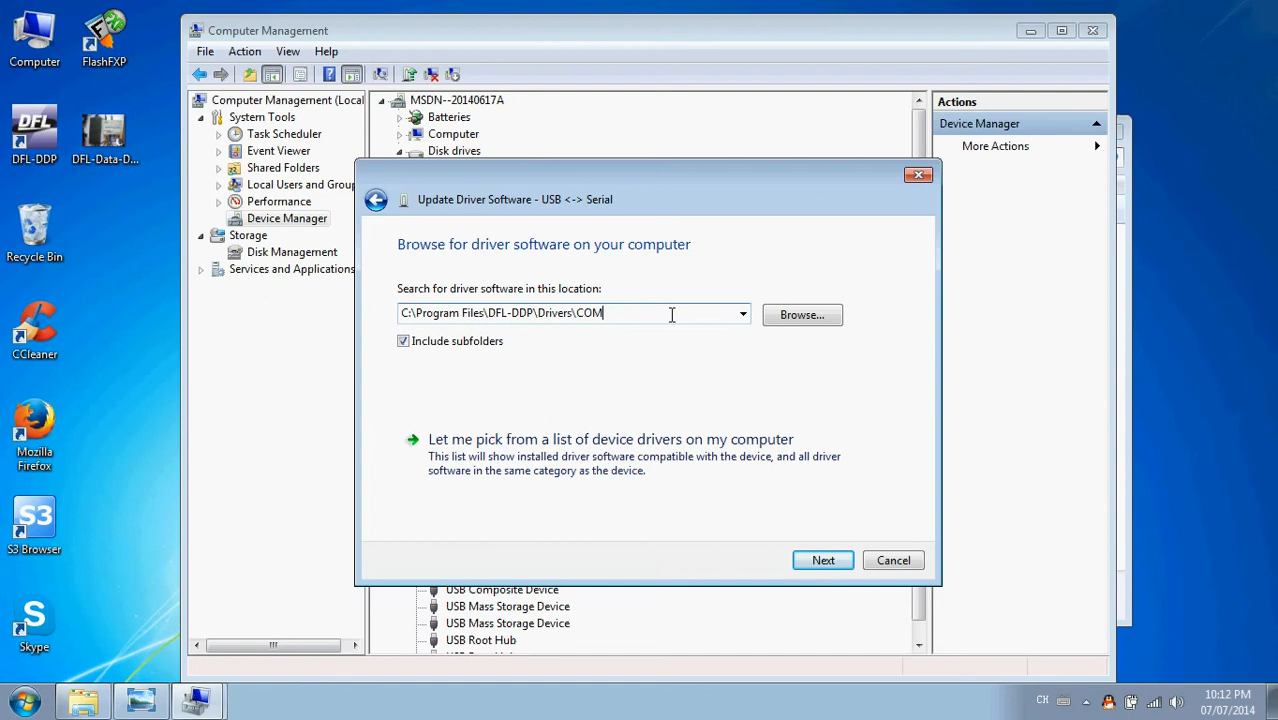 Computer
FlashFXP
DFL
DFL-DDP
DFL-Data-D...
Recycle Bin
CCleaner
Mozilla
Firefox
S3
S3 Browser
S
Skype
Computer Management
File Action View Help
Computer Management (Local
System Tools
Task Scheduler
Event Viewer
Shared Folders
Local Users and Group
Performance
Device Manager
Storage
Disk Management
Services and Applications
MSDN--20140617A
Batteries
Computer
Disk drives
Actions
Device Manager
More Actions
Update Driver Software - USB <-> Serial
Browse for driver software on your computer
Search for driver software in this location:
C:\Program Files\DFL-DDP\Drivers\COM
Browse...
Include subfolders
Let me pick from a list of device drivers on my computer
This list will show installed driver software compatible with the device, and all driver
software in the same category as the device.
Next Cancel
USB Composite Device
USB Mass Storage Device
USB Mass Storage Device
USB Root Hub
CH
10:12 PM
07/07/2014